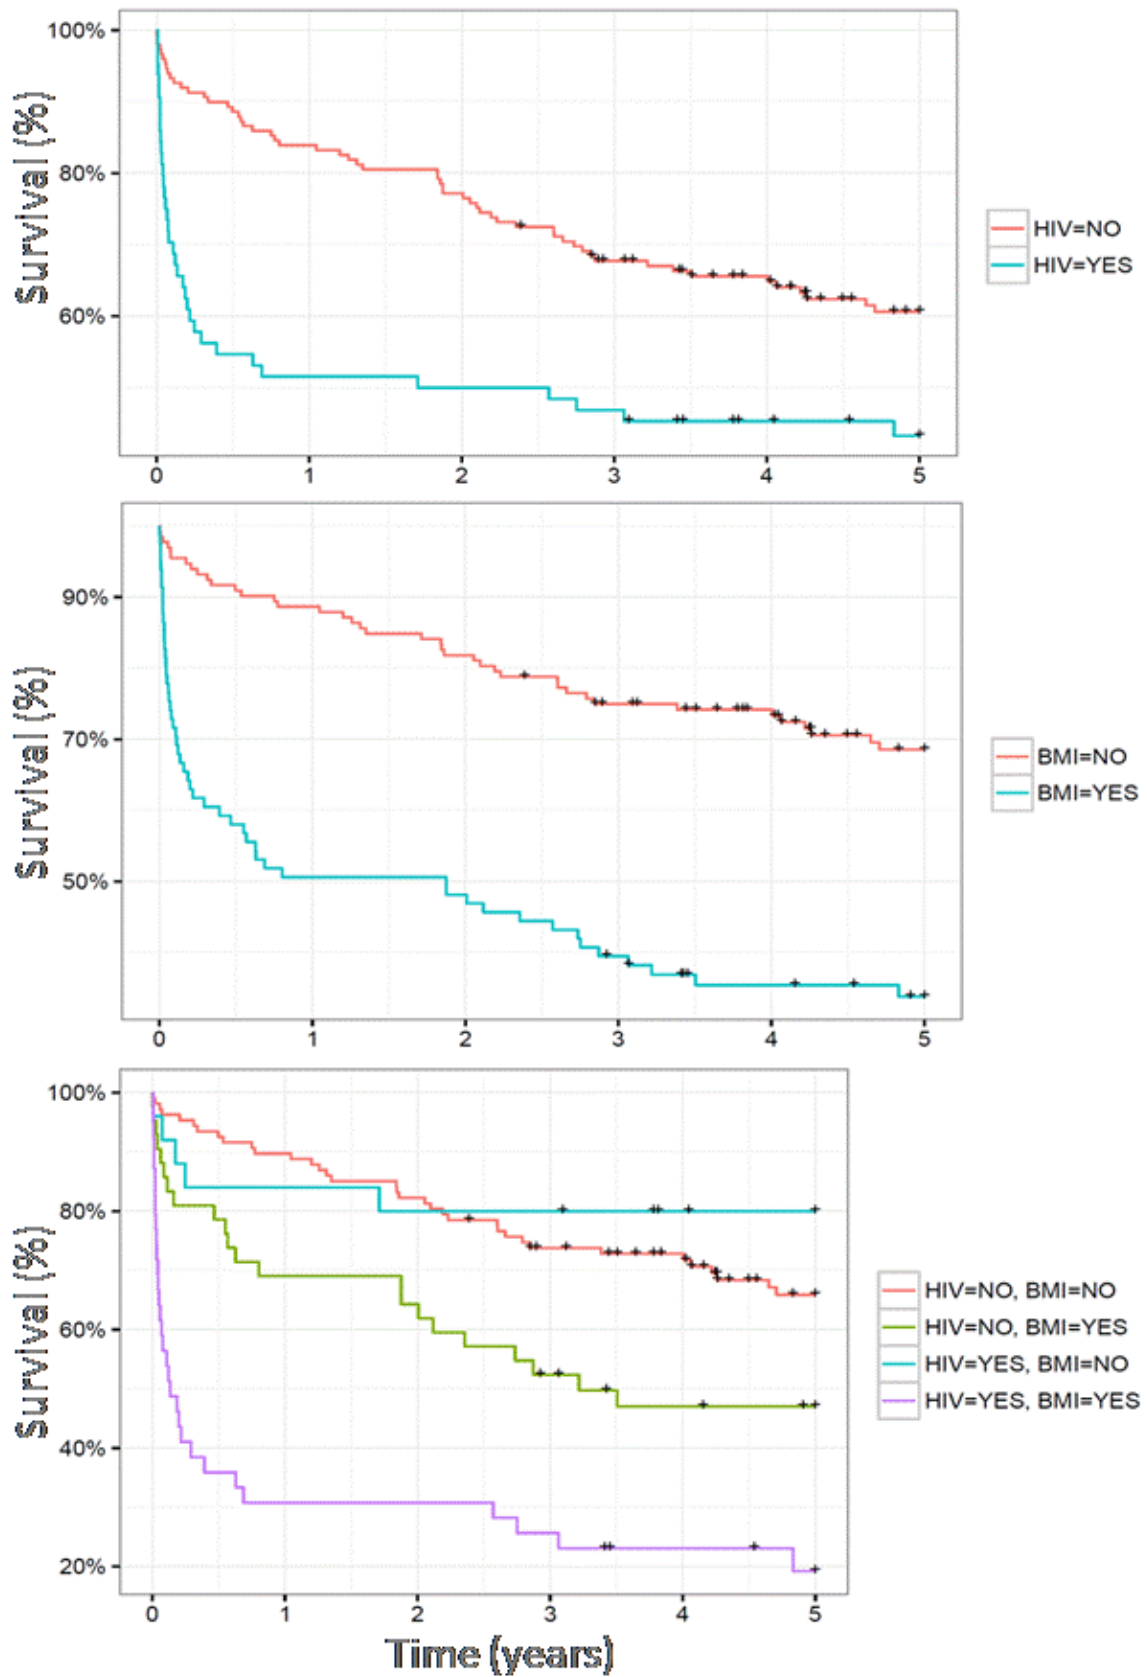 100%
80%
60%
Survival (%)
0 1 2 3 4 5
HIV=NO
HIV=YES
90%
70%
50%
Survival (%)
0 1 2 3 4 5
BMI=NO
BMI=YES
100%
80%
60%
40%
20%
Survival (%)
0 1 2 3 4 5
Time (years)
HIV=NO, BMI=NO
HIV=NO, BMI=YES
HIV=YES, BMI=NO
HIV=YES, BMI=YES